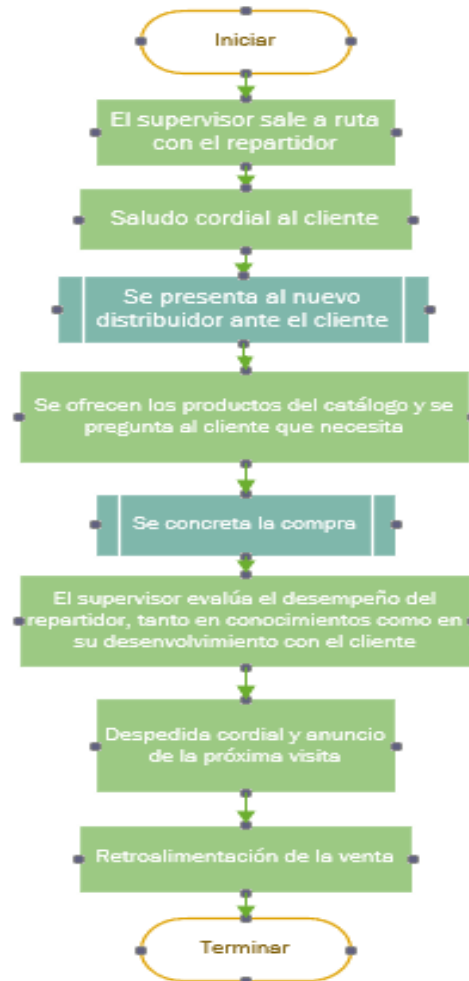 Iniciar
El supervisor sale a ruta
con el repartidor
Saludo cordial al cliente
Se presenta al nuevo
distribuidor ante el cliente
Se ofrecen los productos del catálogo y se
pregunta al cliente que necesita
Se concreta la compra
El supervisor evalúa el desempeño del
repartidor, tanto en conocimientos como en
su desenvolvimiento con el cliente
Despedida cordial y anuncio
de la próxima visita
Retroalimentación de la venta
Terminar